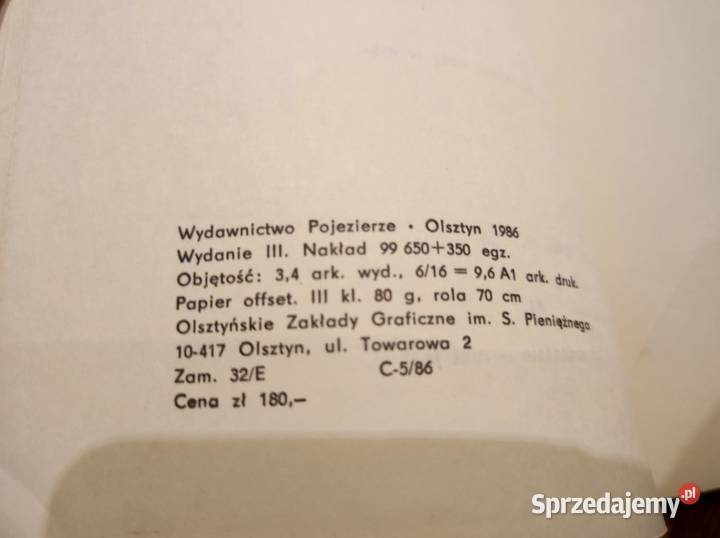 Wydawnictwo Pojezierze • Olsztyn 1986
Wydanie III. Nakład 99 650+350 egz.
Objętość: 3,4 ark. wyd., 6/16 = 9,6 A1 ark. druk.
Papier offset. III kl. 80 g, rola 70 cm
Olsztyńskie Zakłady Graficzne im. S. Pieniężnego
10-417 Olsztyn, ul. Towarowa 2
Zam. 32/E C-5/86
Cena zł 180,—
Sprzedajemy.pl